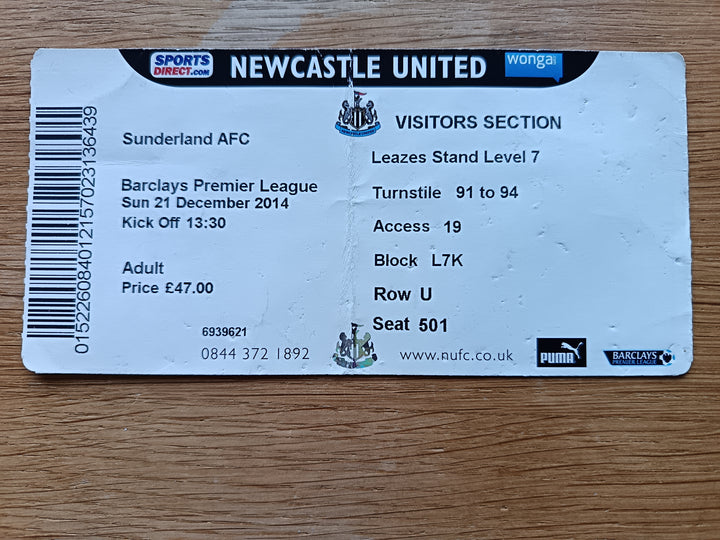 SPORTS
DIRECT.COM
NEWCASTLE UNITED
wonga.com
015226084012157023136439
Sunderland AFC
Barclays Premier League
Sun 21 December 2014
Kick Off 13:30
Adult
Price £47.00
6939621
0844 372 1892
VISITORS SECTION
Leazes Stand Level 7
Turnstile 91 to 94
Access 19
Block L7K
Row U
Seat 501
www.nufc.co.uk
PUMA
BARCLAYS
PREMIER LEAGUE